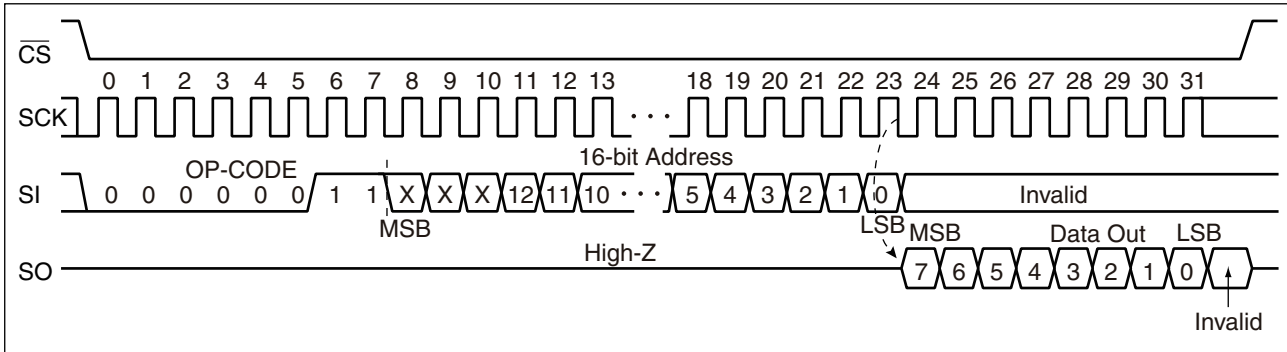 CS
0 1 2 3 4 5 6 7 8 9 10 11 12 13 18 19 20 21 22 23 24 25 26 27 28 29 30 31
SCK · · ·
OP-CODE 16-bit Address
SI 0 0 0 0 0 0 1 1 X X X 12 11 10 · · · 5 4 3 2 1 0 Invalid
MSB LSB MSB Data Out LSB
High-Z
SO 7 6 5 4 3 2 1 0
Invalid